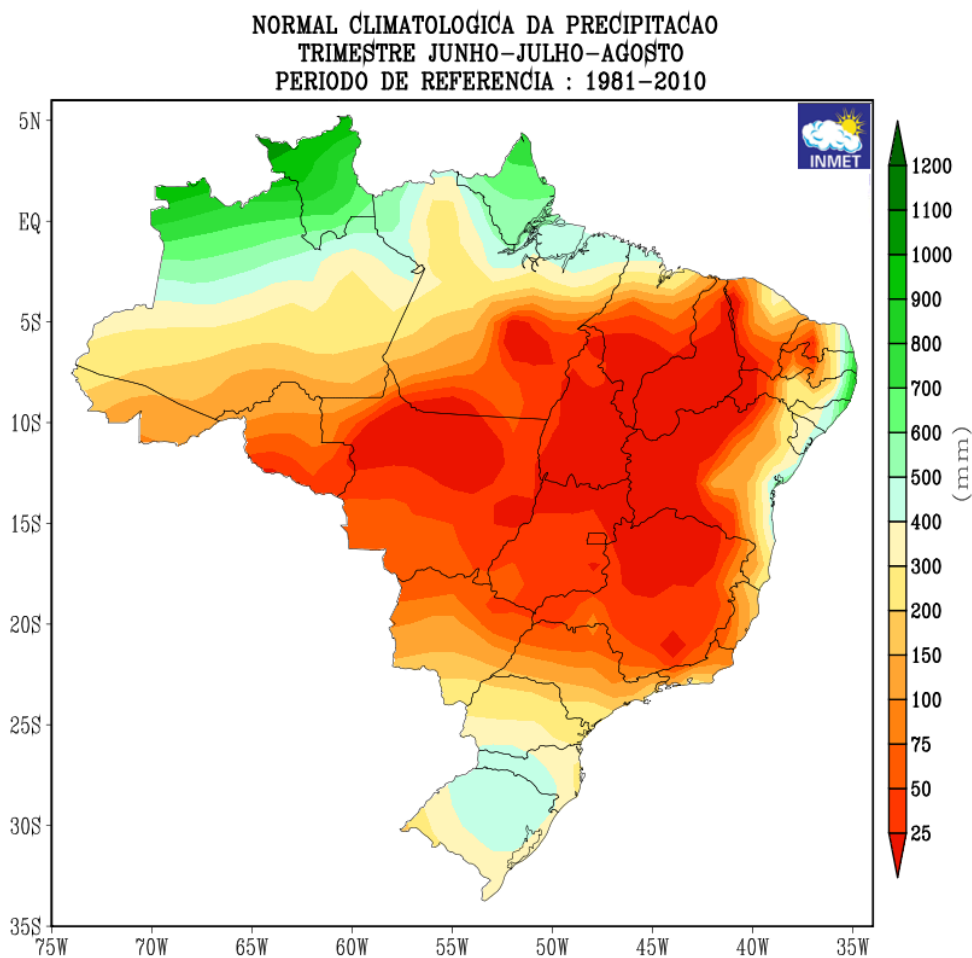 NORMAL CLIMATOLOGICA DA PRECIPITACAO
TRIMESTRE JUNHO-JULHO-AGOSTO
PERIODO DE REFERENCIA : 1981-2010
INMET
5N
EQ
5S
10S
15S
20S
25S
30S
35S
75W 70W 65W 60W 55W 50W 45W 40W 35W
1200
1100
1000
900
800
700
600
500
400
300
200
150
100
75
50
25
(mm)